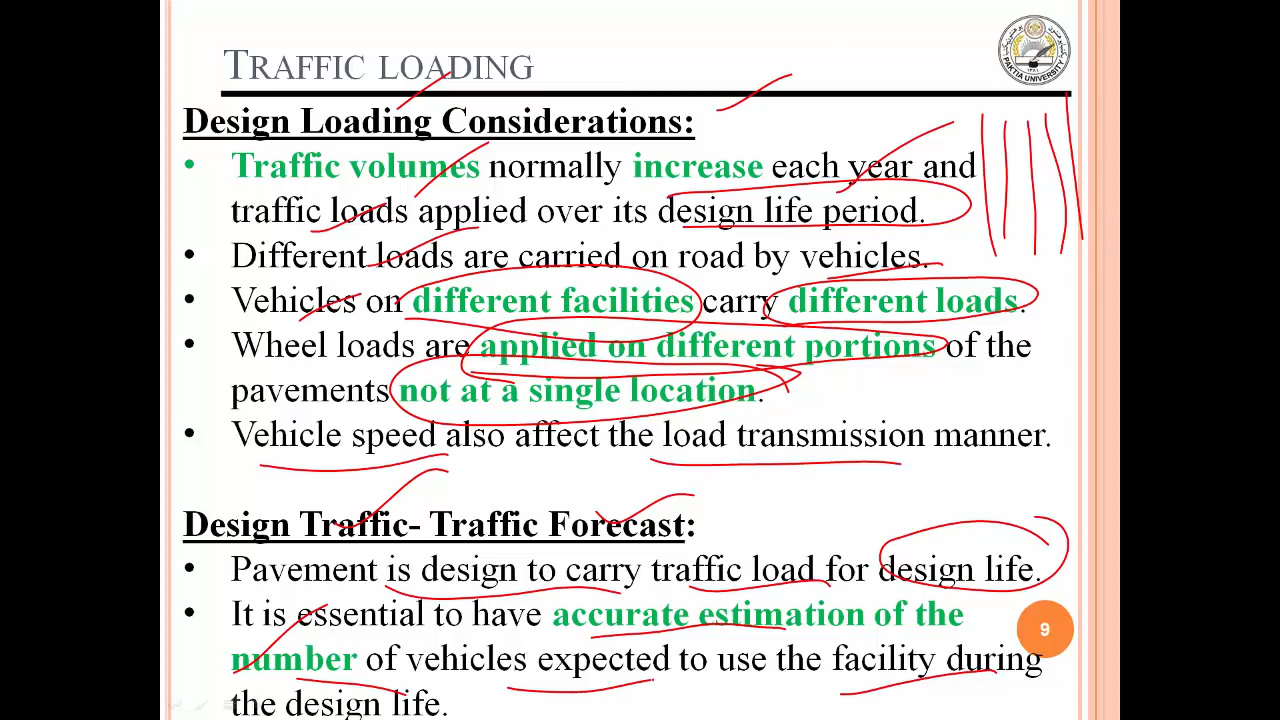 TRAFFIC LOADING
PAKTIA UNIVERSITY
Design Loading Considerations:
• Traffic volumes normally increase each year and
traffic loads applied over its design life period.
• Different loads are carried on road by vehicles.
• Vehicles on different facilities carry different loads.
• Wheel loads are applied on different portions of the
pavements not at a single location.
• Vehicle speed also affect the load transmission manner.
Design Traffic- Traffic Forecast:
• Pavement is design to carry traffic load for design life.
• It is essential to have accurate estimation of the
number of vehicles expected to use the facility during
the design life.
9